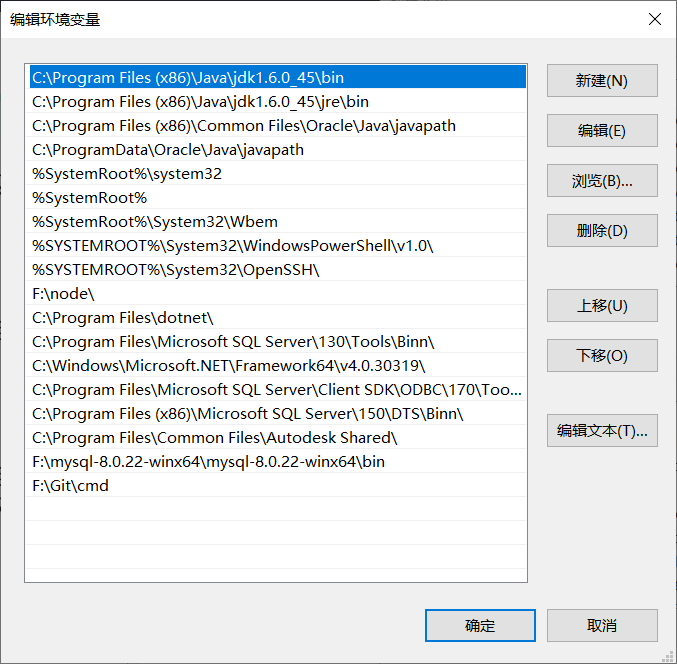 编辑环境变量
C:\Program Files (x86)\Java\jdk1.6.0_45\bin
C:\Program Files (x86)\Java\jdk1.6.0_45\jre\bin
C:\Program Files (x86)\Common Files\Oracle\Java\javapath
C:\ProgramData\Oracle\Java\javapath
%SystemRoot%\system32
%SystemRoot%
%SystemRoot%\System32\Wbem
%SYSTEMROOT%\System32\WindowsPowerShell\v1.0\
%SYSTEMROOT%\System32\OpenSSH\
F:\node\
C:\Program Files\dotnet\
C:\Program Files\Microsoft SQL Server\130\Tools\Binn\
C:\Windows\Microsoft.NET\Framework64\v4.0.30319\
C:\Program Files\Microsoft SQL Server\Client SDK\ODBC\170\Too...
C:\Program Files (x86)\Microsoft SQL Server\150\DTS\Binn\
C:\Program Files\Common Files\Autodesk Shared\
F:\mysql-8.0.22-winx64\mysql-8.0.22-winx64\bin
F:\Git\cmd
新建(N)
编辑(E)
浏览(B)...
删除(D)
上移(U)
下移(O)
编辑文本(T)...
确定
取消